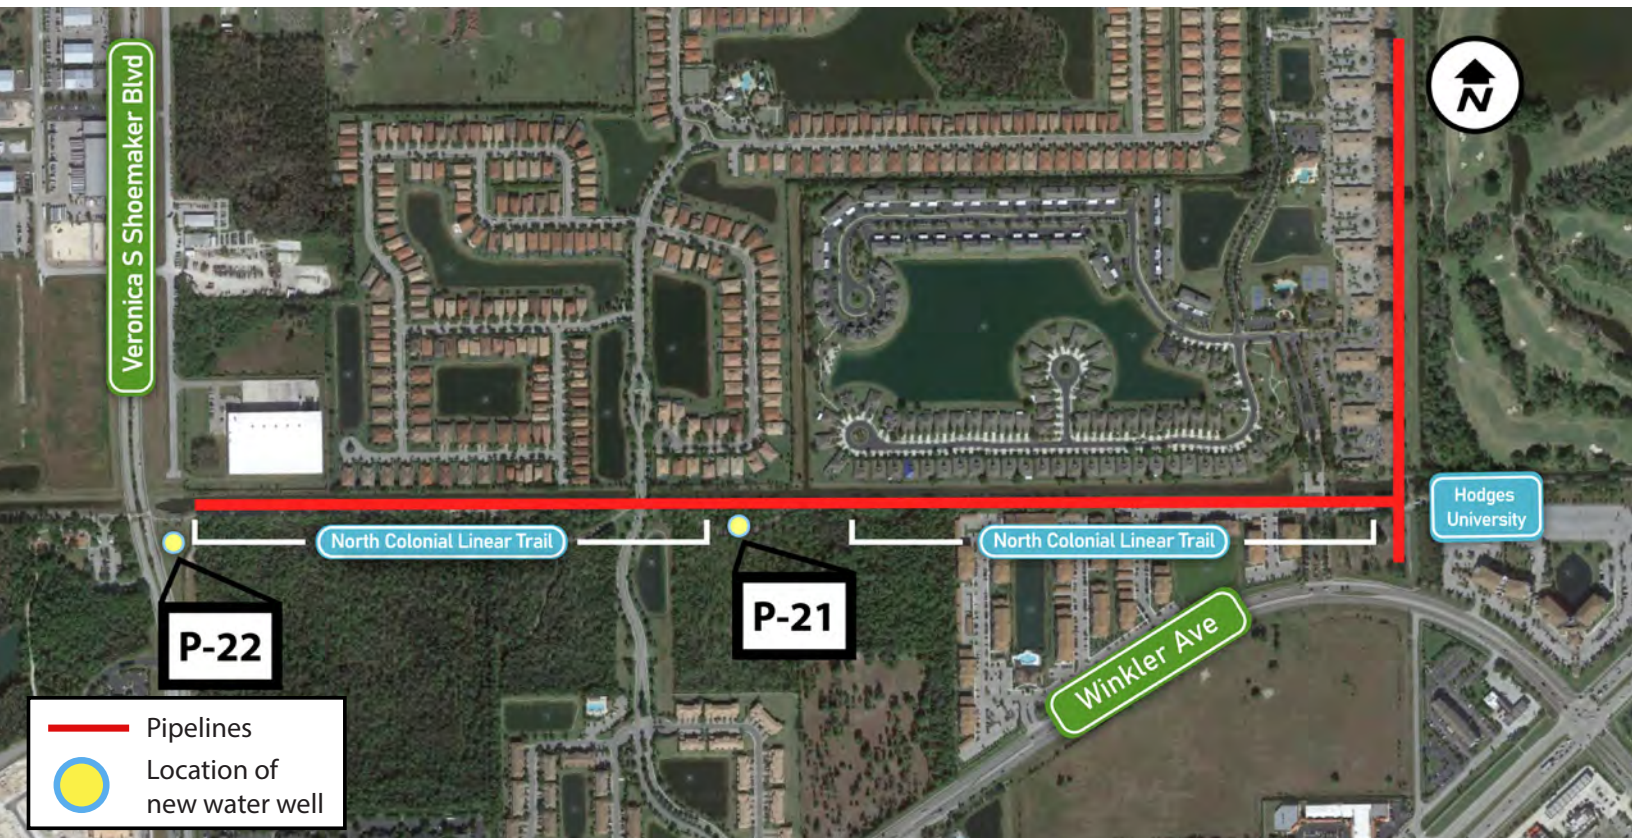 Veronica S Shoemaker Blvd
N
Hodges
University
North Colonial Linear Trail
North Colonial Linear Trail
P-22
P-21
Winkler Ave
Pipelines
Location of
new water well